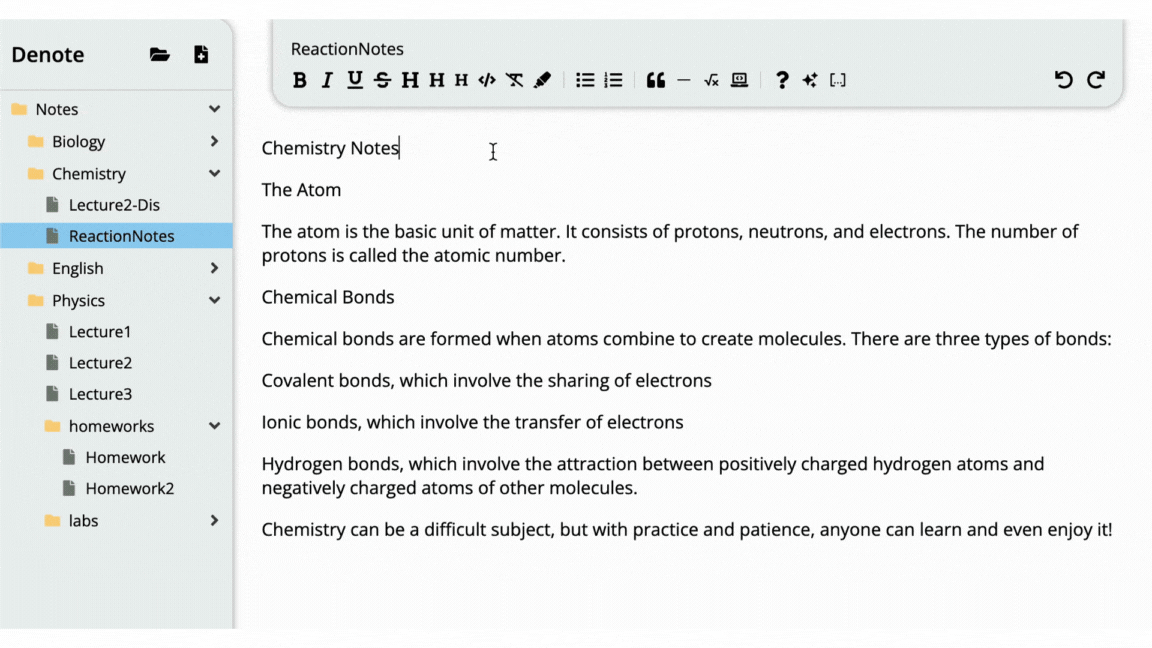 Denote
Notes
Biology
Chemistry
Lecture2-Dis
ReactionNotes
English
Physics
Lecture1
Lecture2
Lecture3
homeworks
Homework
Homework2
labs
ReactionNotes
B I U S H H H </> T √x ? [..]
Chemistry Notes
The Atom
The atom is the basic unit of matter. It consists of protons, neutrons, and electrons. The number of
protons is called the atomic number.
Chemical Bonds
Chemical bonds are formed when atoms combine to create molecules. There are three types of bonds:
Covalent bonds, which involve the sharing of electrons
Ionic bonds, which involve the transfer of electrons
Hydrogen bonds, which involve the attraction between positively charged hydrogen atoms and
negatively charged atoms of other molecules.
Chemistry can be a difficult subject, but with practice and patience, anyone can learn and even enjoy it!